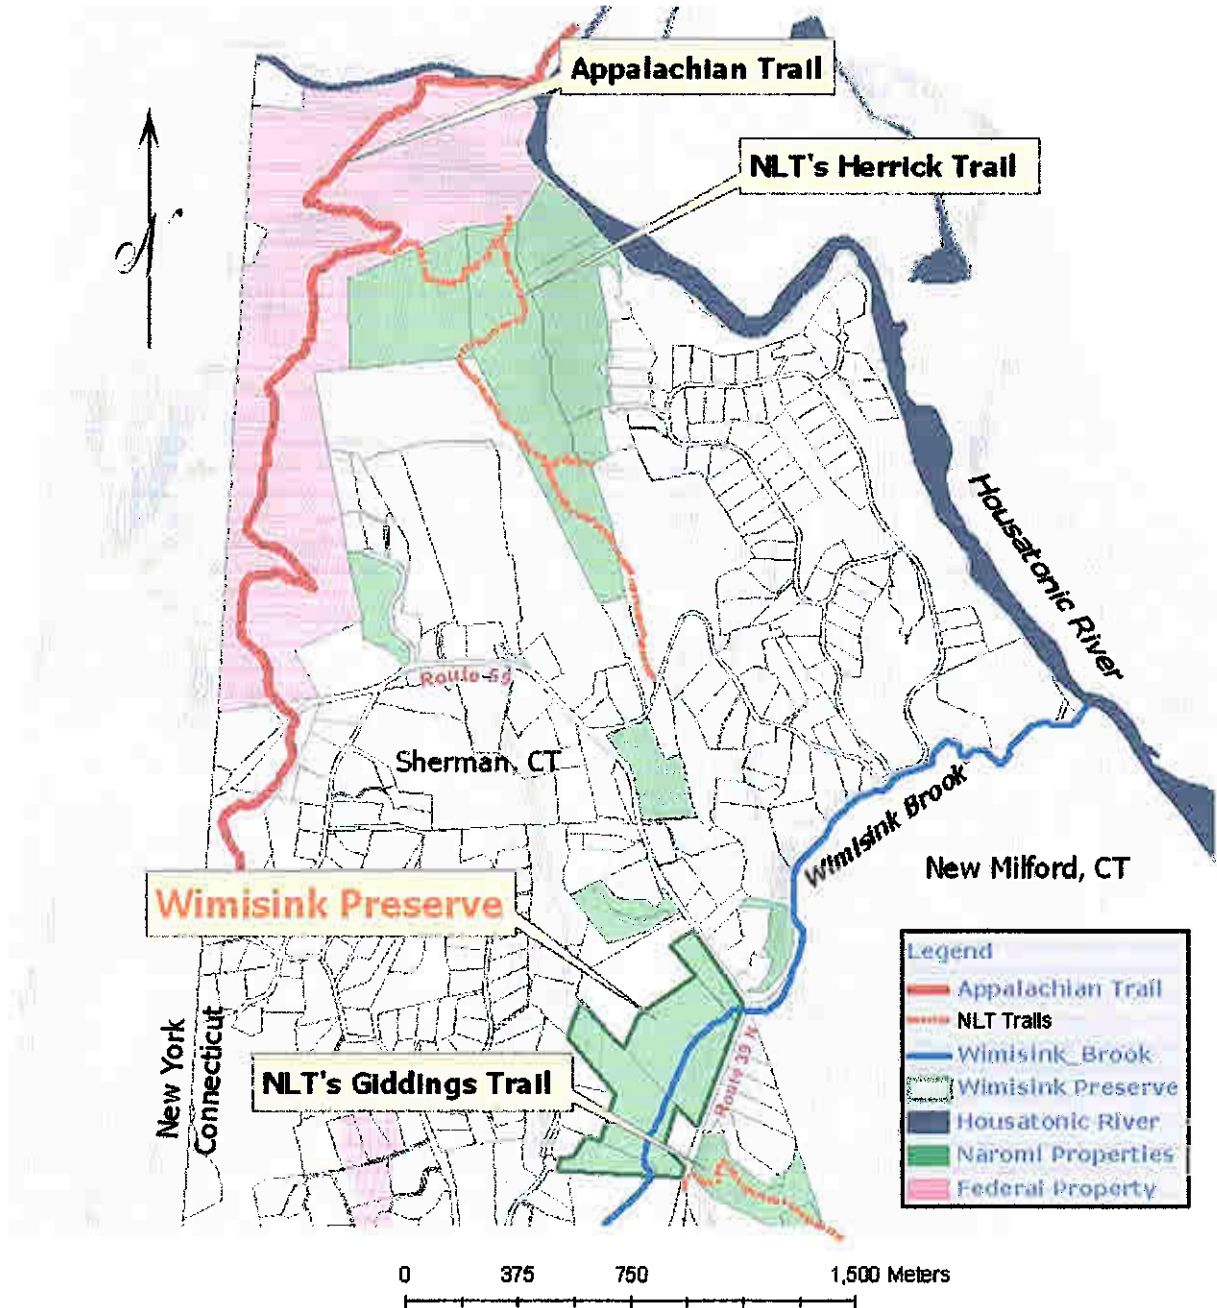 Appalachian Trail
NLT's Herrick Trail
N
Housatonic River
Route 55
Sherman, CT
Wimisink Brook
New Milford, CT
Wimisink Preserve
Legend
Appalachian Trail
NLT Trails
Wimisink_Brook
Wimisink Preserve
Housatonic River
Naromi Properties
Federal Property
New York
Connecticut
Route 39 N
NLT's Giddings Trail
0 375 750 1,500 Meters